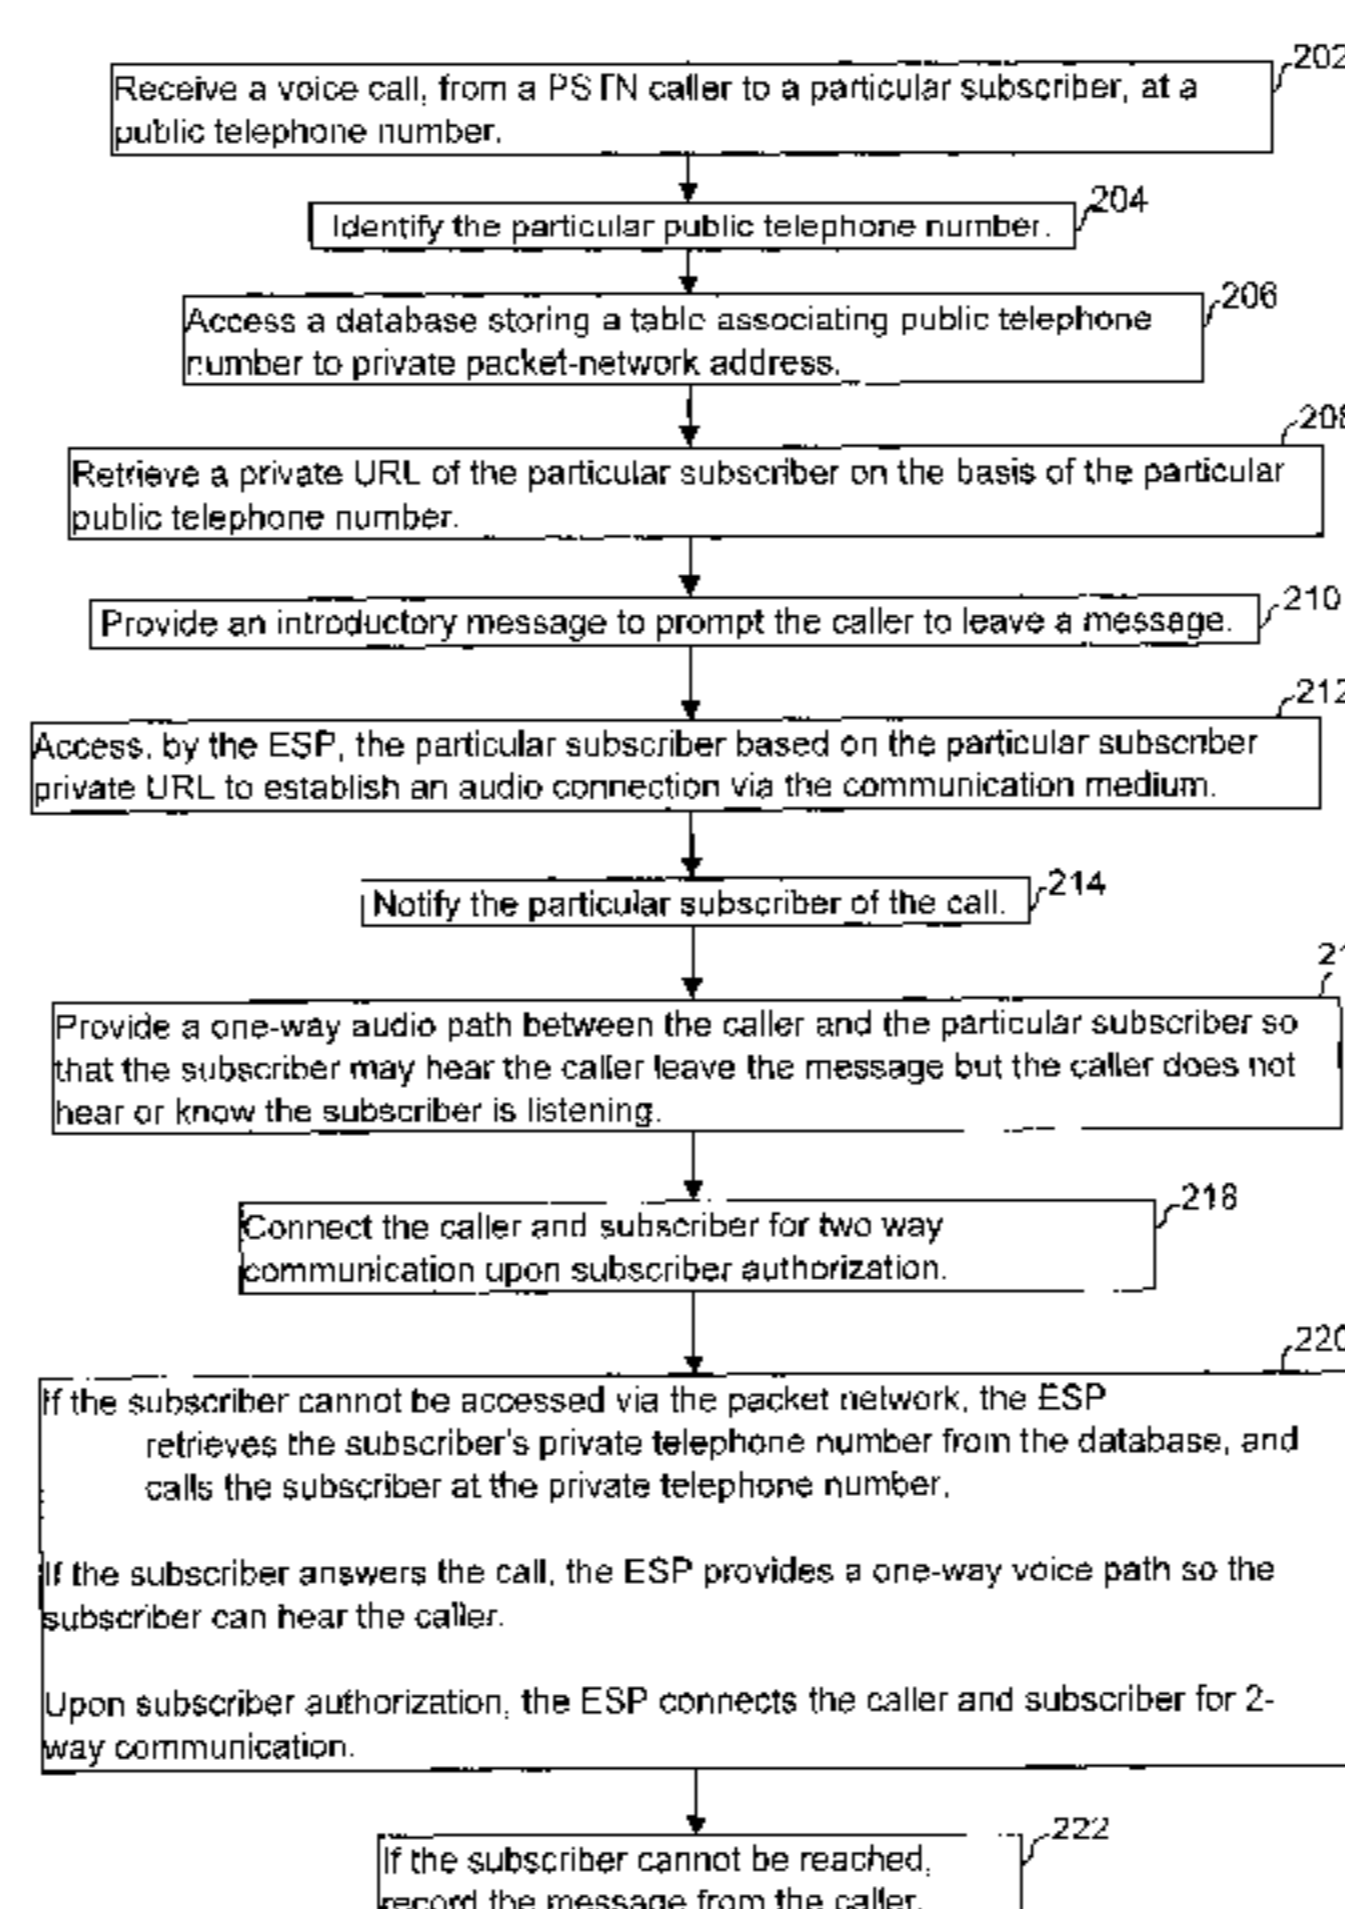 202
Receive a voice call, from a PSTN caller to a particular subscriber, at a
public telephone number.
204
Identify the particular public telephone number.
206
Access a database storing a table associating public telephone
number to private packet-network address.
208
Retrieve a private URL of the particular subscriber on the basis of the particular
public telephone number.
210
Provide an introductory message to prompt the caller to leave a message.
212
Access, by the ESP, the particular subscriber based on the particular subscriber
private URL to establish an audio connection via the communication medium.
214
Notify the particular subscriber of the call.
21
Provide a one-way audio path between the caller and the particular subscriber so
that the subscriber may hear the caller leave the message but the caller does not
hear or know the subscriber is listening.
218
Connect the caller and subscriber for two way
communication upon subscriber authorization.
220
If the subscriber cannot be accessed via the packet network, the ESP
retrieves the subscriber's private telephone number from the database, and
calls the subscriber at the private telephone number.
If the subscriber answers the call, the ESP provides a one-way voice path so the
subscriber can hear the caller.
Upon subscriber authorization, the ESP connects the caller and subscriber for 2-
way communication.
222
If the subscriber cannot be reached,
record the message from the caller.